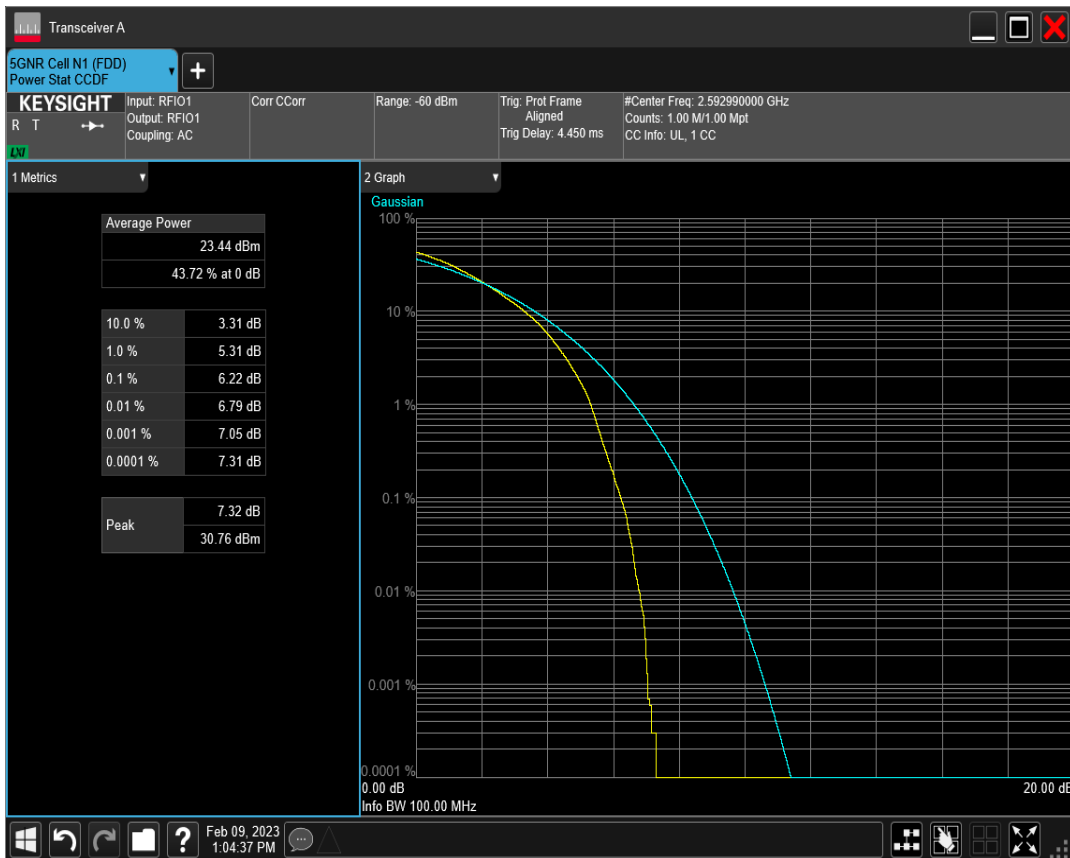 Transceiver A
5GNR Cell N1 (FDD)
Power Stat CCDF
+
KEYSIGHT
R T
LXI
Input: RFIO1
Output: RFIO1
Coupling: AC
Corr CCorr
Range: -60 dBm
Trig: Prot Frame
Aligned
Trig Delay: 4.450 ms
#Center Freq: 2.592990000 GHz
Counts: 1.00 M/1.00 Mpt
CC Info: UL, 1 CC
1 Metrics
Average Power
23.44 dBm
43.72 % at 0 dB
10.0 % 3.31 dB
1.0 % 5.31 dB
0.1 % 6.22 dB
0.01 % 6.79 dB
0.001 % 7.05 dB
0.0001 % 7.31 dB
Peak
7.32 dB
30.76 dBm
2 Graph
Gaussian
100 %
10 %
1 %
0.1 %
0.01 %
0.001 %
0.0001 %
0.00 dB 20.00 dB
Info BW 100.00 MHz
?
Feb 09, 2023
1:04:37 PM